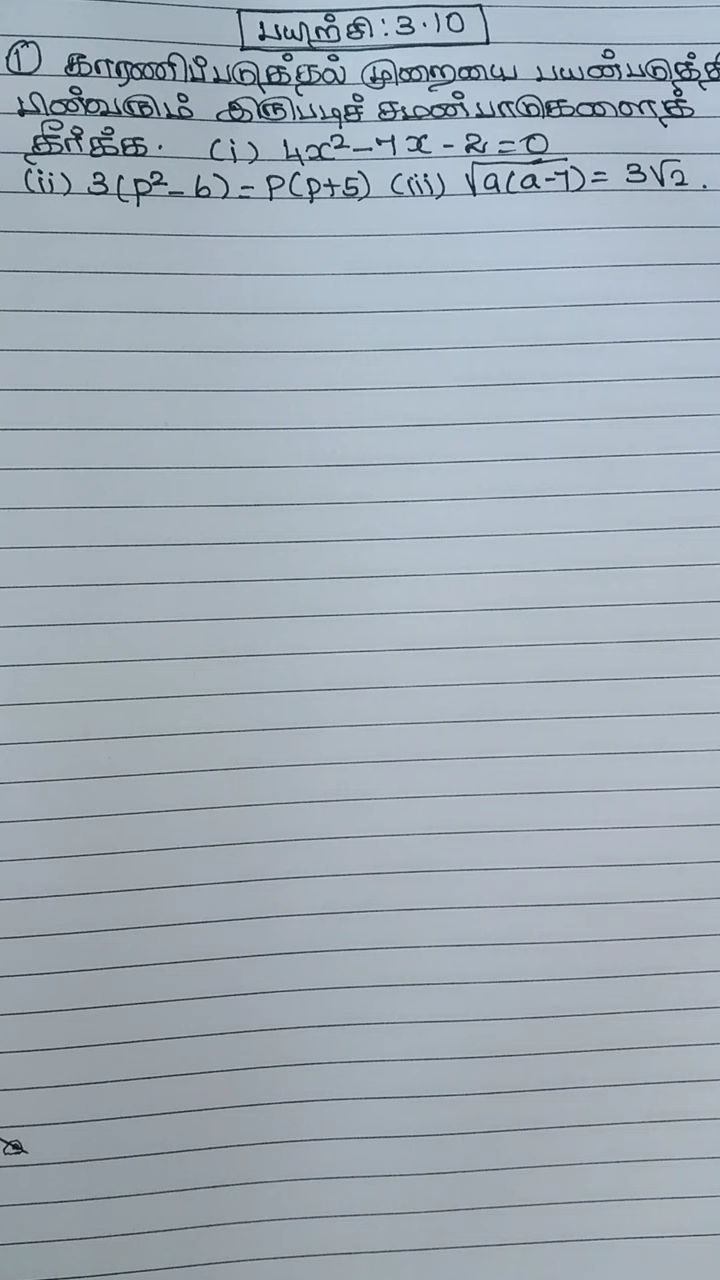 பயிற்சி : 3.10
① காரணிப்படுத்தல் முறையை பயன்படுத்தி
பின்வரும் இருபடிச் சமன்பாடுகளைத்
தீர்க்க. (i) 4x² - 7x - 2 = 0
(ii) 3(p² - 6) = P(p+5) (iii) √a(a-7) = 3√2.